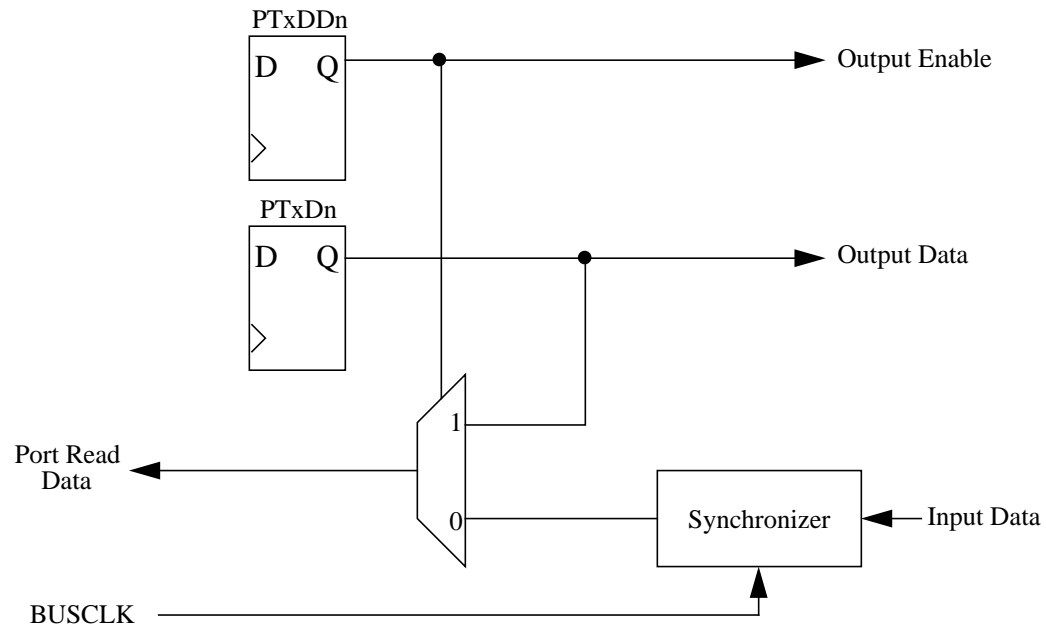 PTxDDn
D Q
Output Enable
PTxDn
D Q
Output Data
1
Port Read
Data
0
Synchronizer
Input Data
BUSCLK